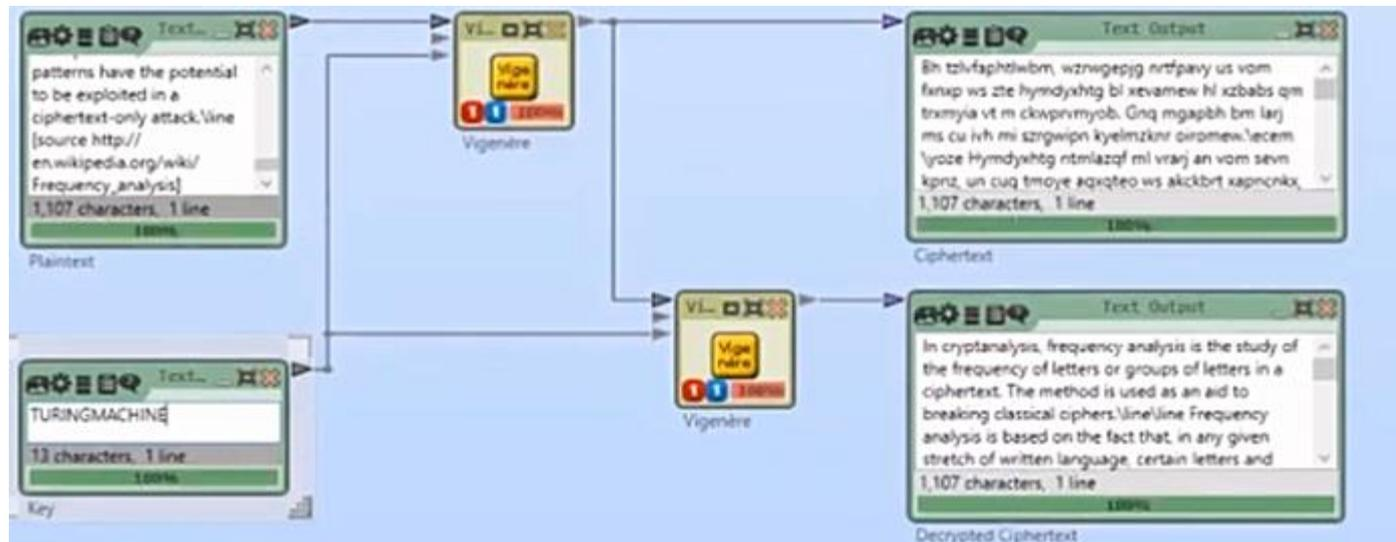 Text...
patterns have the potential
to be exploited in a
ciphertext-only attack.\line
[source http://
en.wikipedia.org/wiki/
Frequency_analysis]
1,107 characters, 1 line
100%
Plaintext
Vi...
Vige
nère
1 1 100%
Vigenère
Text Output
Bh tzlvfaphtlwbm, wzrwgepjg nrtfpavy us vom
fxnxp ws zte hymdyxhtg bl xevamew hl xzbabs qm
trxmyia vt m ckwprvmyob. Gnq mgapbh bm larj
ms cu ivh mi szrgwipn kyelmzknr oiromew.\ecem
\yoze Hymdyxhtg ntmlazqf ml vrarj an vom sevn
kpnz, un cuq tmoye aqxqteo ws akckbrt xapncnkx,
1,107 characters, 1 line
100%
Ciphertext
Text...
TURINGMACHINE
13 characters, 1 line
100%
Key
Vi...
Vige
nère
1 1 100%
Vigenère
Text Output
In cryptanalysis, frequency analysis is the study of
the frequency of letters or groups of letters in a
ciphertext. The method is used as an aid to
breaking classical ciphers.\line\line Frequency
analysis is based on the fact that, in any given
stretch of written language, certain letters and
1,107 characters, 1 line
100%
Decrypted Ciphertext